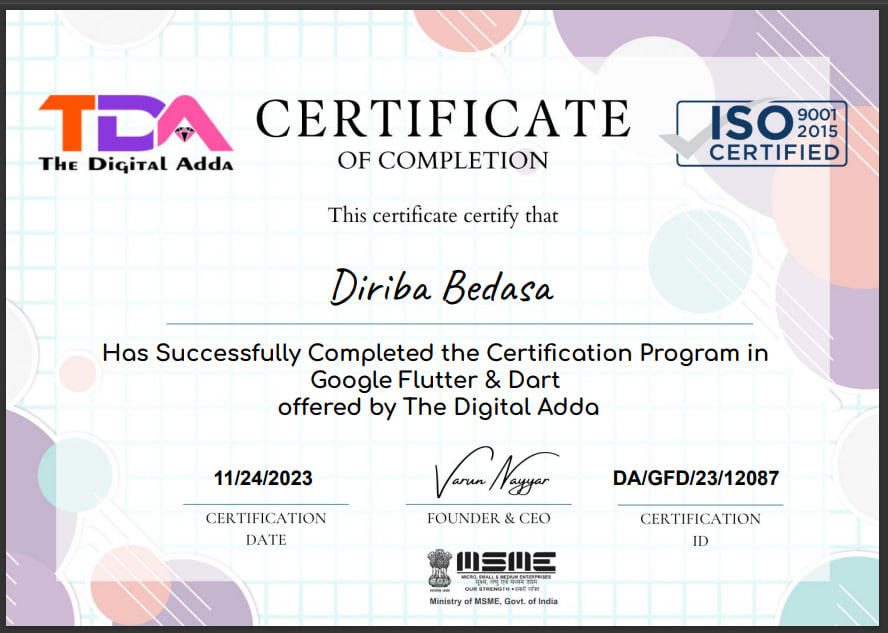 TDA
The Digital Adda
CERTIFICATE
OF COMPLETION
ISO 9001
2015
CERTIFIED
This certificate certify that
Diriba Bedasa
Has Successfully Completed the Certification Program in
Google Flutter & Dart
offered by The Digital Adda
11/24/2023
CERTIFICATION
DATE
Varun Nayyar
FOUNDER & CEO
DA/GFD/23/12087
CERTIFICATION
ID
MSME
MICRO, SMALL & MEDIUM ENTERPRISES
सूक्ष्म, लघु एवं मध्यम उद्यम
OUR STRENGTH • हमारी शक्ति
Ministry of MSME, Govt. of India